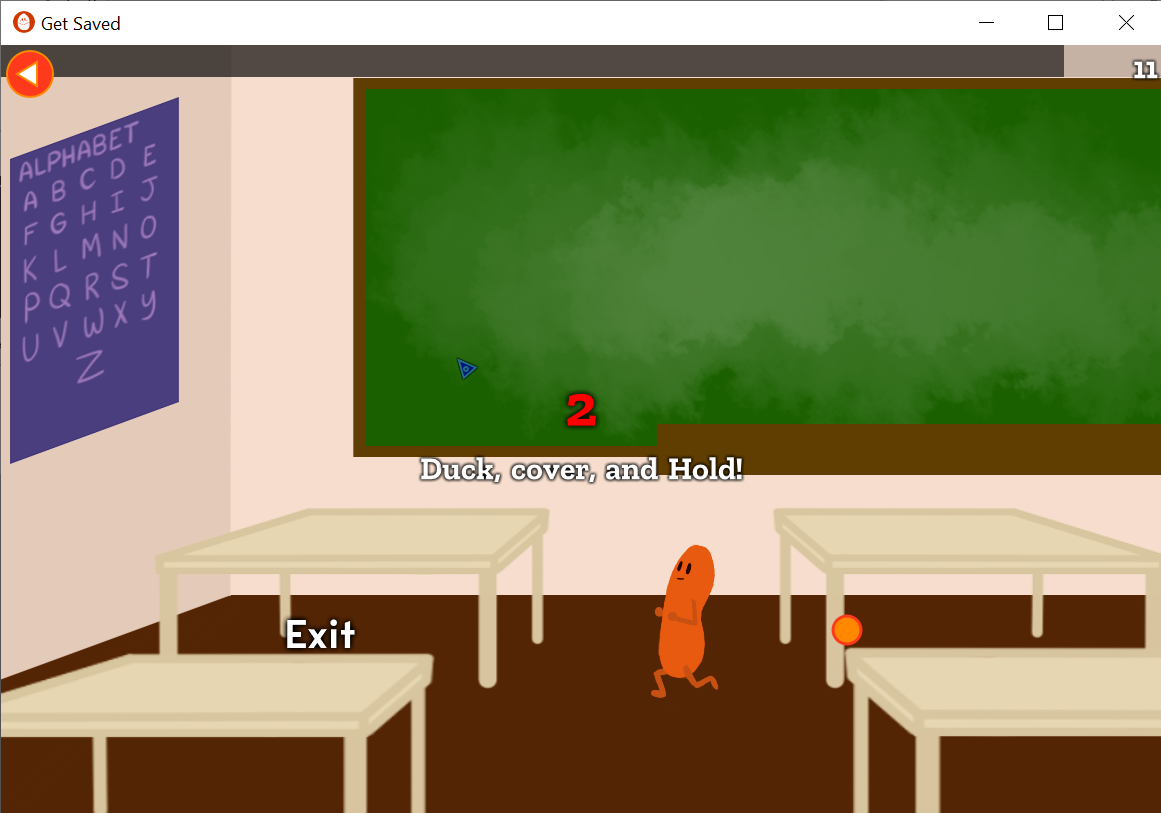 Get Saved
11
ALPHABET
A B C D E
F G H I J
K L M N O
P Q R S T
U V W X Y
Z
2
Duck, cover, and Hold!
Exit